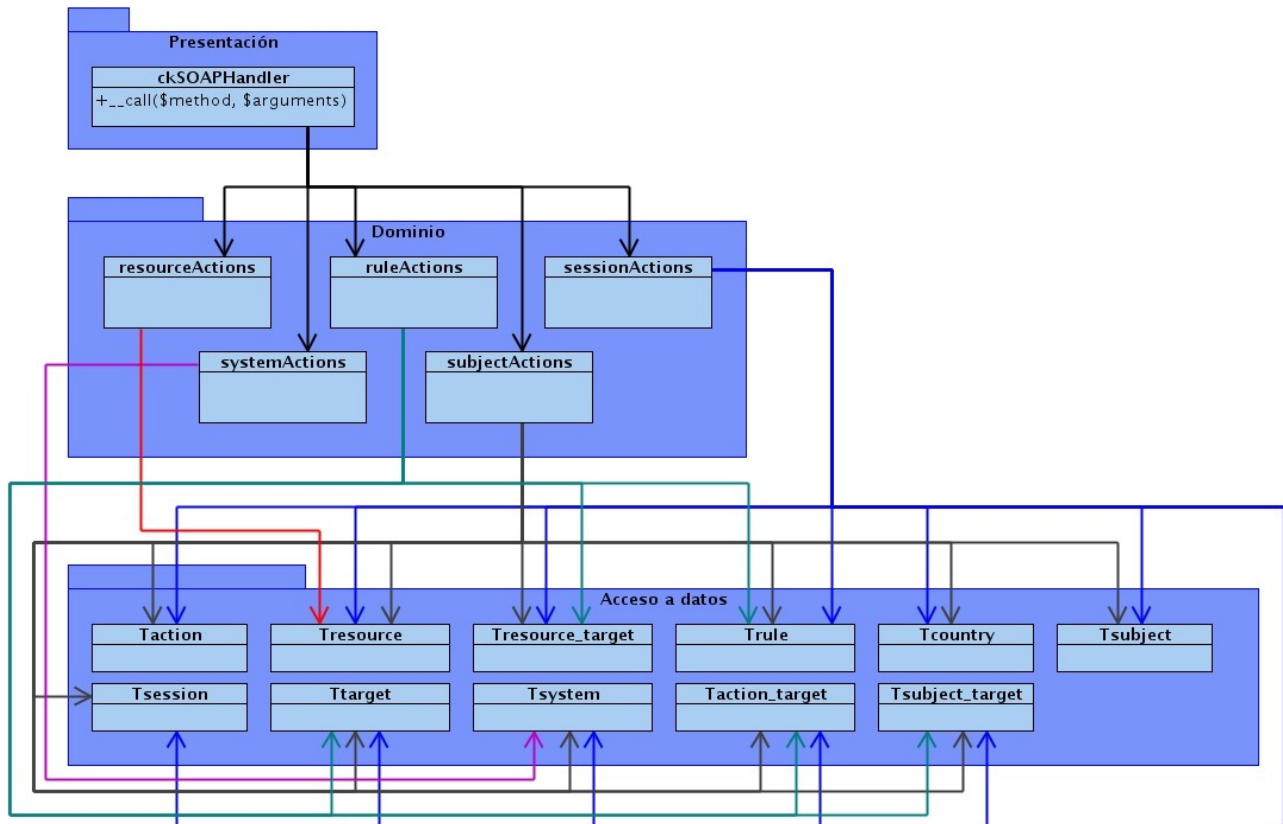 Presentación
ckSOAPHandler
+__call($method, $arguments)
Dominio
resourceActions
ruleActions
sessionActions
systemActions
subjectActions
Acceso a datos
Taction
Tresource
Tresource_target
Trule
Tcountry
Tsubject
Tsession
Ttarget
Tsystem
Taction_target
Tsubject_target